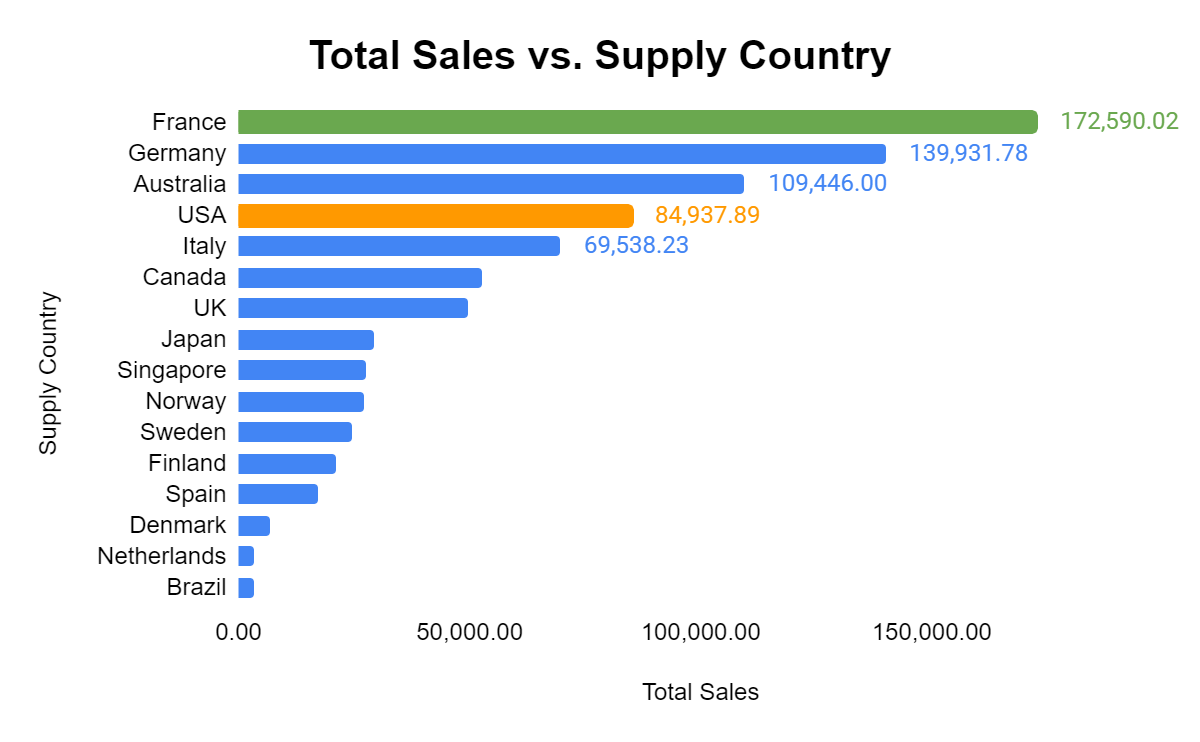 Total Sales vs. Supply Country
France 172,590.02
Germany 139,931.78
Australia 109,446.00
USA 84,937.89
Italy 69,538.23
Canada
UK
Japan
Singapore
Norway
Sweden
Finland
Spain
Denmark
Netherlands
Brazil
Supply Country
0.00 50,000.00 100,000.00 150,000.00
Total Sales